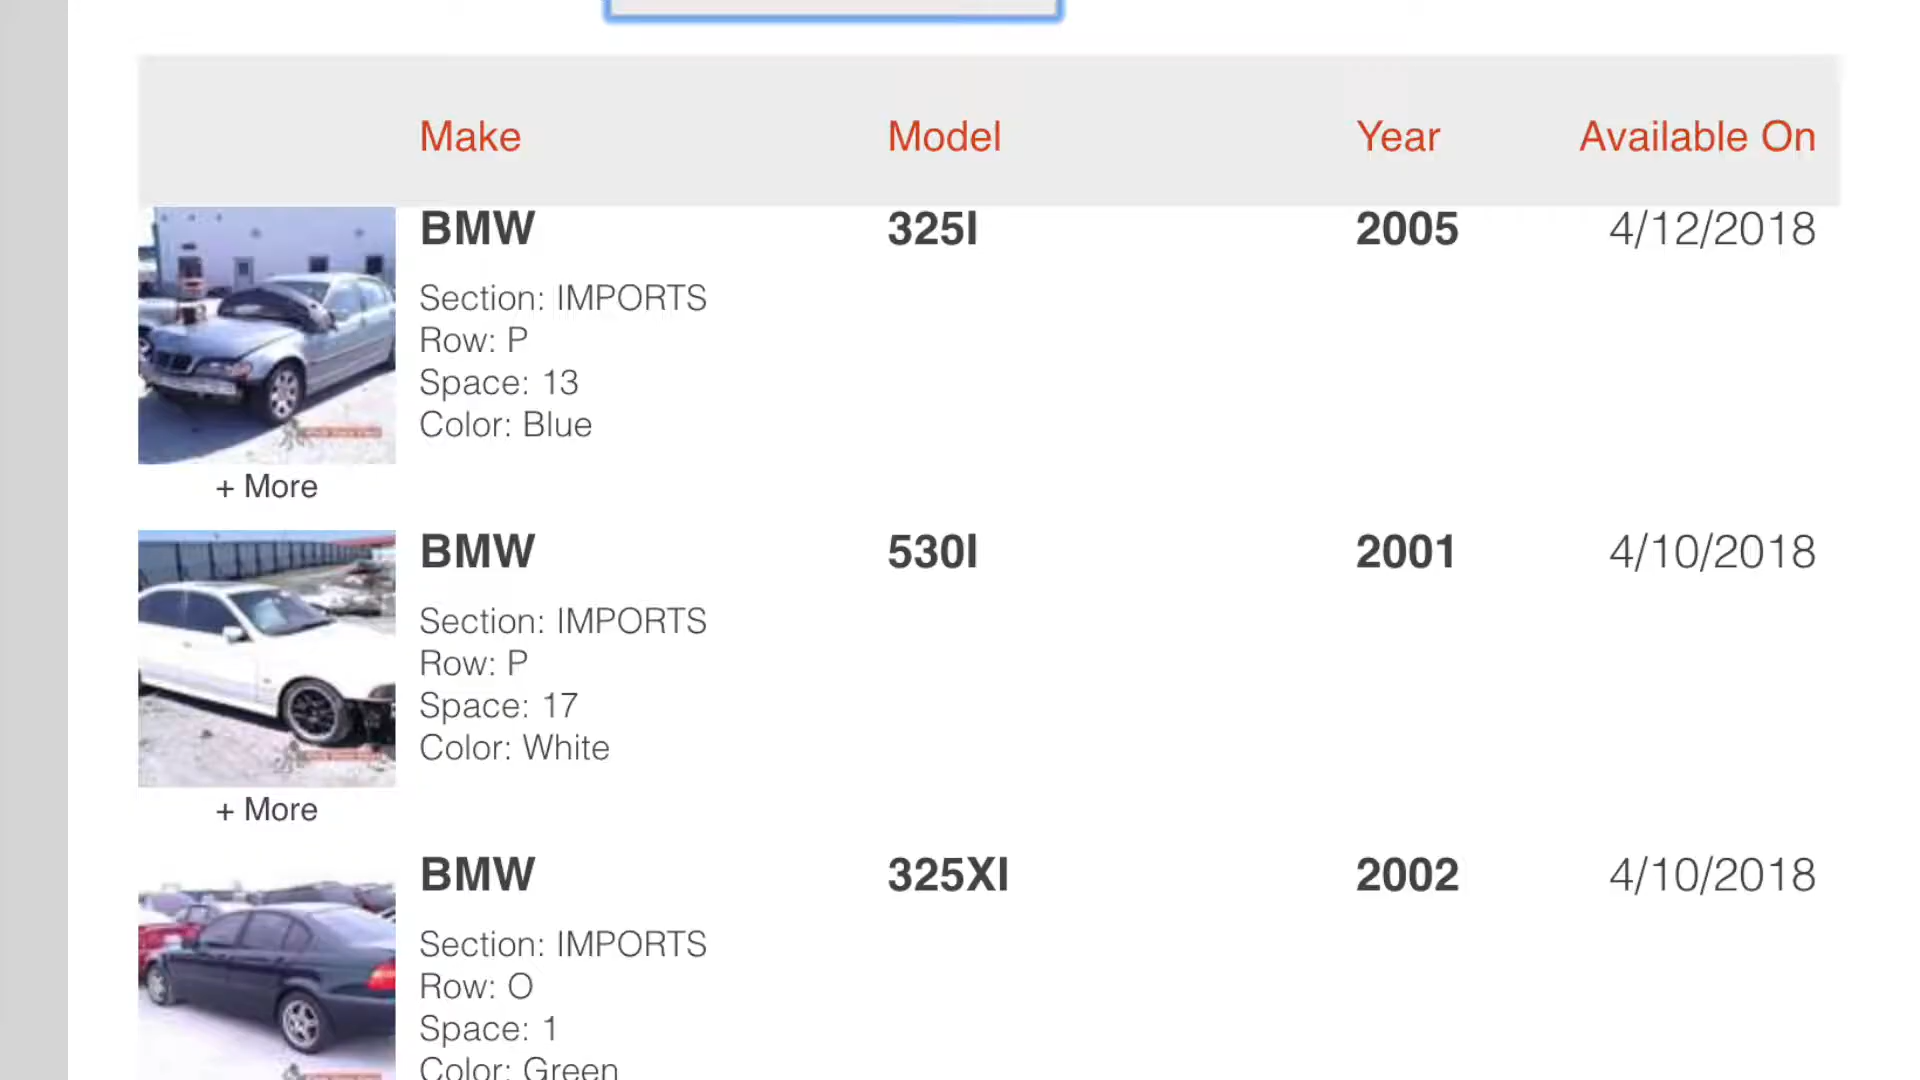 Make Model Year Available On
BMW 325I 2005 4/12/2018
Section: IMPORTS
Row: P
Space: 13
Color: Blue
+ More
BMW 530I 2001 4/10/2018
Section: IMPORTS
Row: P
Space: 17
Color: White
+ More
BMW 325XI 2002 4/10/2018
Section: IMPORTS
Row: O
Space: 1
Color: Green